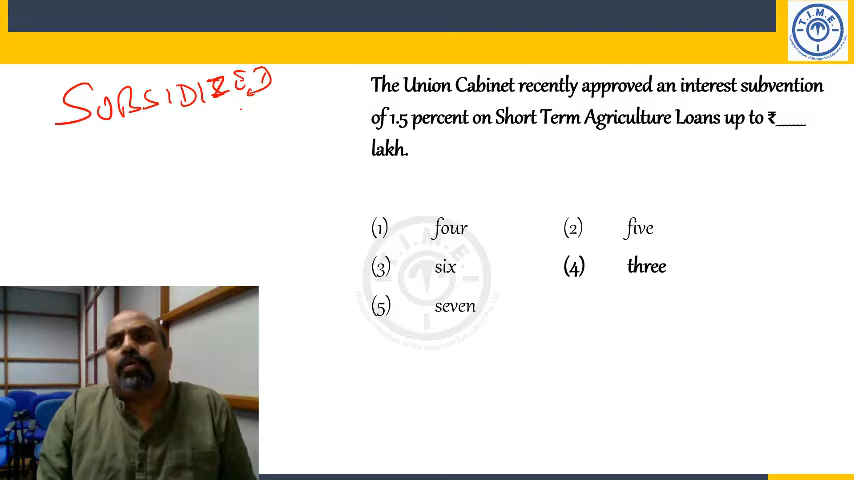 T.I.M.E.
SUBSIDIZED
The Union Cabinet recently approved an interest subvention
of 1.5 percent on Short Term Agriculture Loans up to ₹____
lakh.
(1) four (2) five
(3) six (4) three
(5) seven
T.I.M.E.